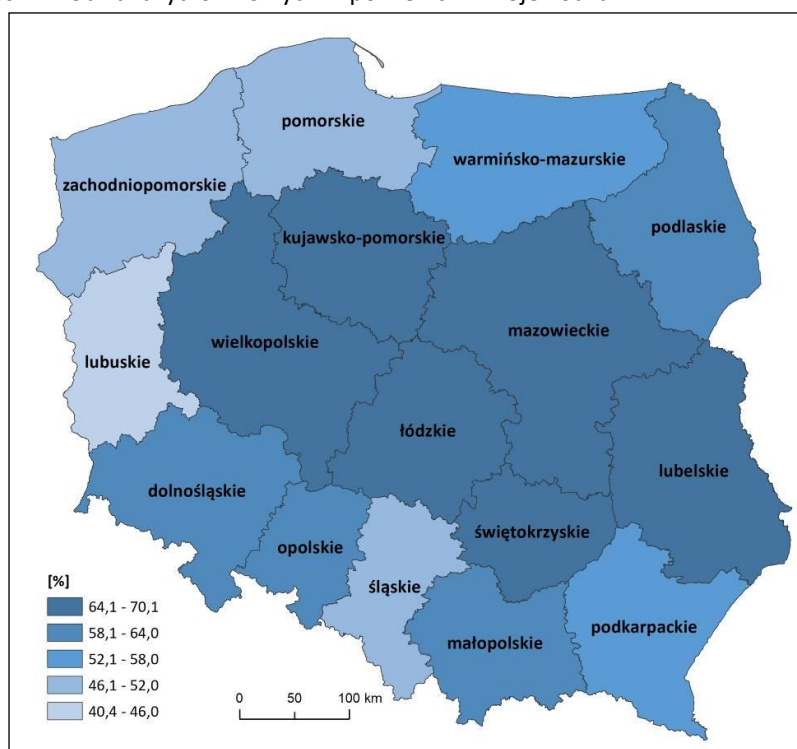 pomorskie
warmińsko-mazurskie
zachodniopomorskie
podlaskie
kujawsko-pomorskie
mazowieckie
wielkopolskie
lubuskie
łódzkie
lubelskie
dolnośląskie
świętokrzyskie
opolskie
śląskie
podkarpackie
małopolskie
[%]
64,1 - 70,1
58,1 - 64,0
52,1 - 58,0
46,1 - 52,0
40,4 - 46,0
0 50 100 km